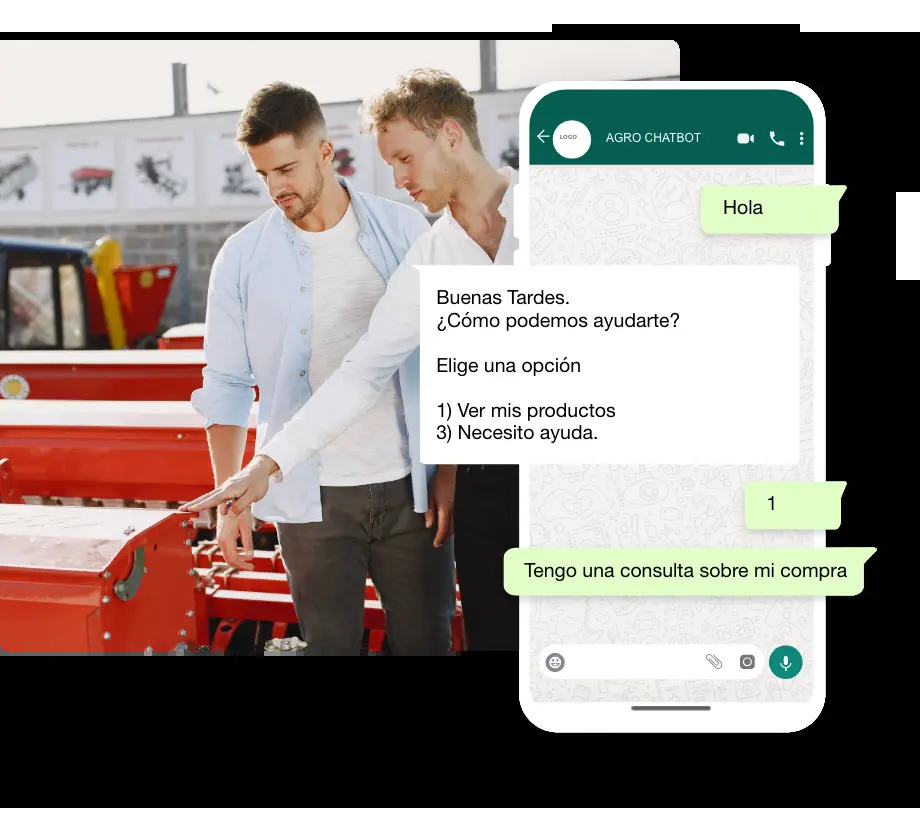 LOGO
AGRO CHATBOT
Hola
Buenas Tardes.
¿Cómo podemos ayudarte?
Elige una opción
1) Ver mis productos
3) Necesito ayuda.
1
Tengo una consulta sobre mi compra